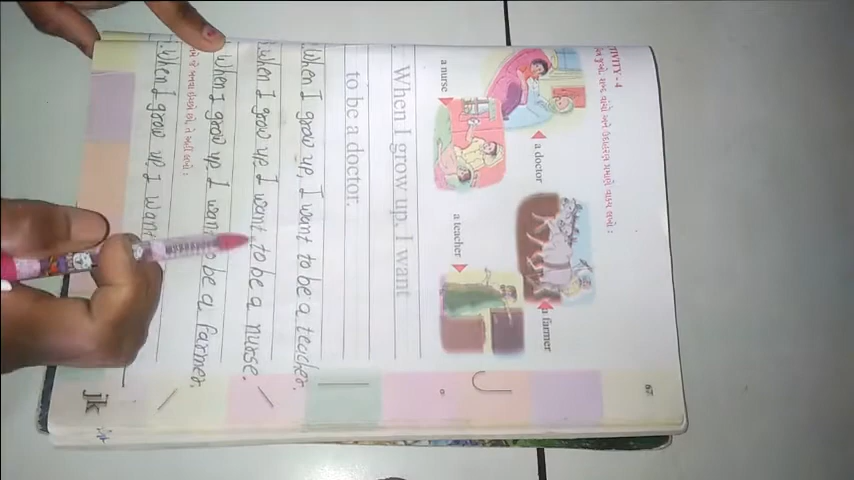 TIVITY - 4
a nurse
a doctor
a teacher
a farmer
When I grow up, I want
to be a doctor.
When I grow up, I want to be a teacher.
When I grow up I want to be a nurse.
When I grow up I want to be a farmer.
When I grow up I want
67
jk